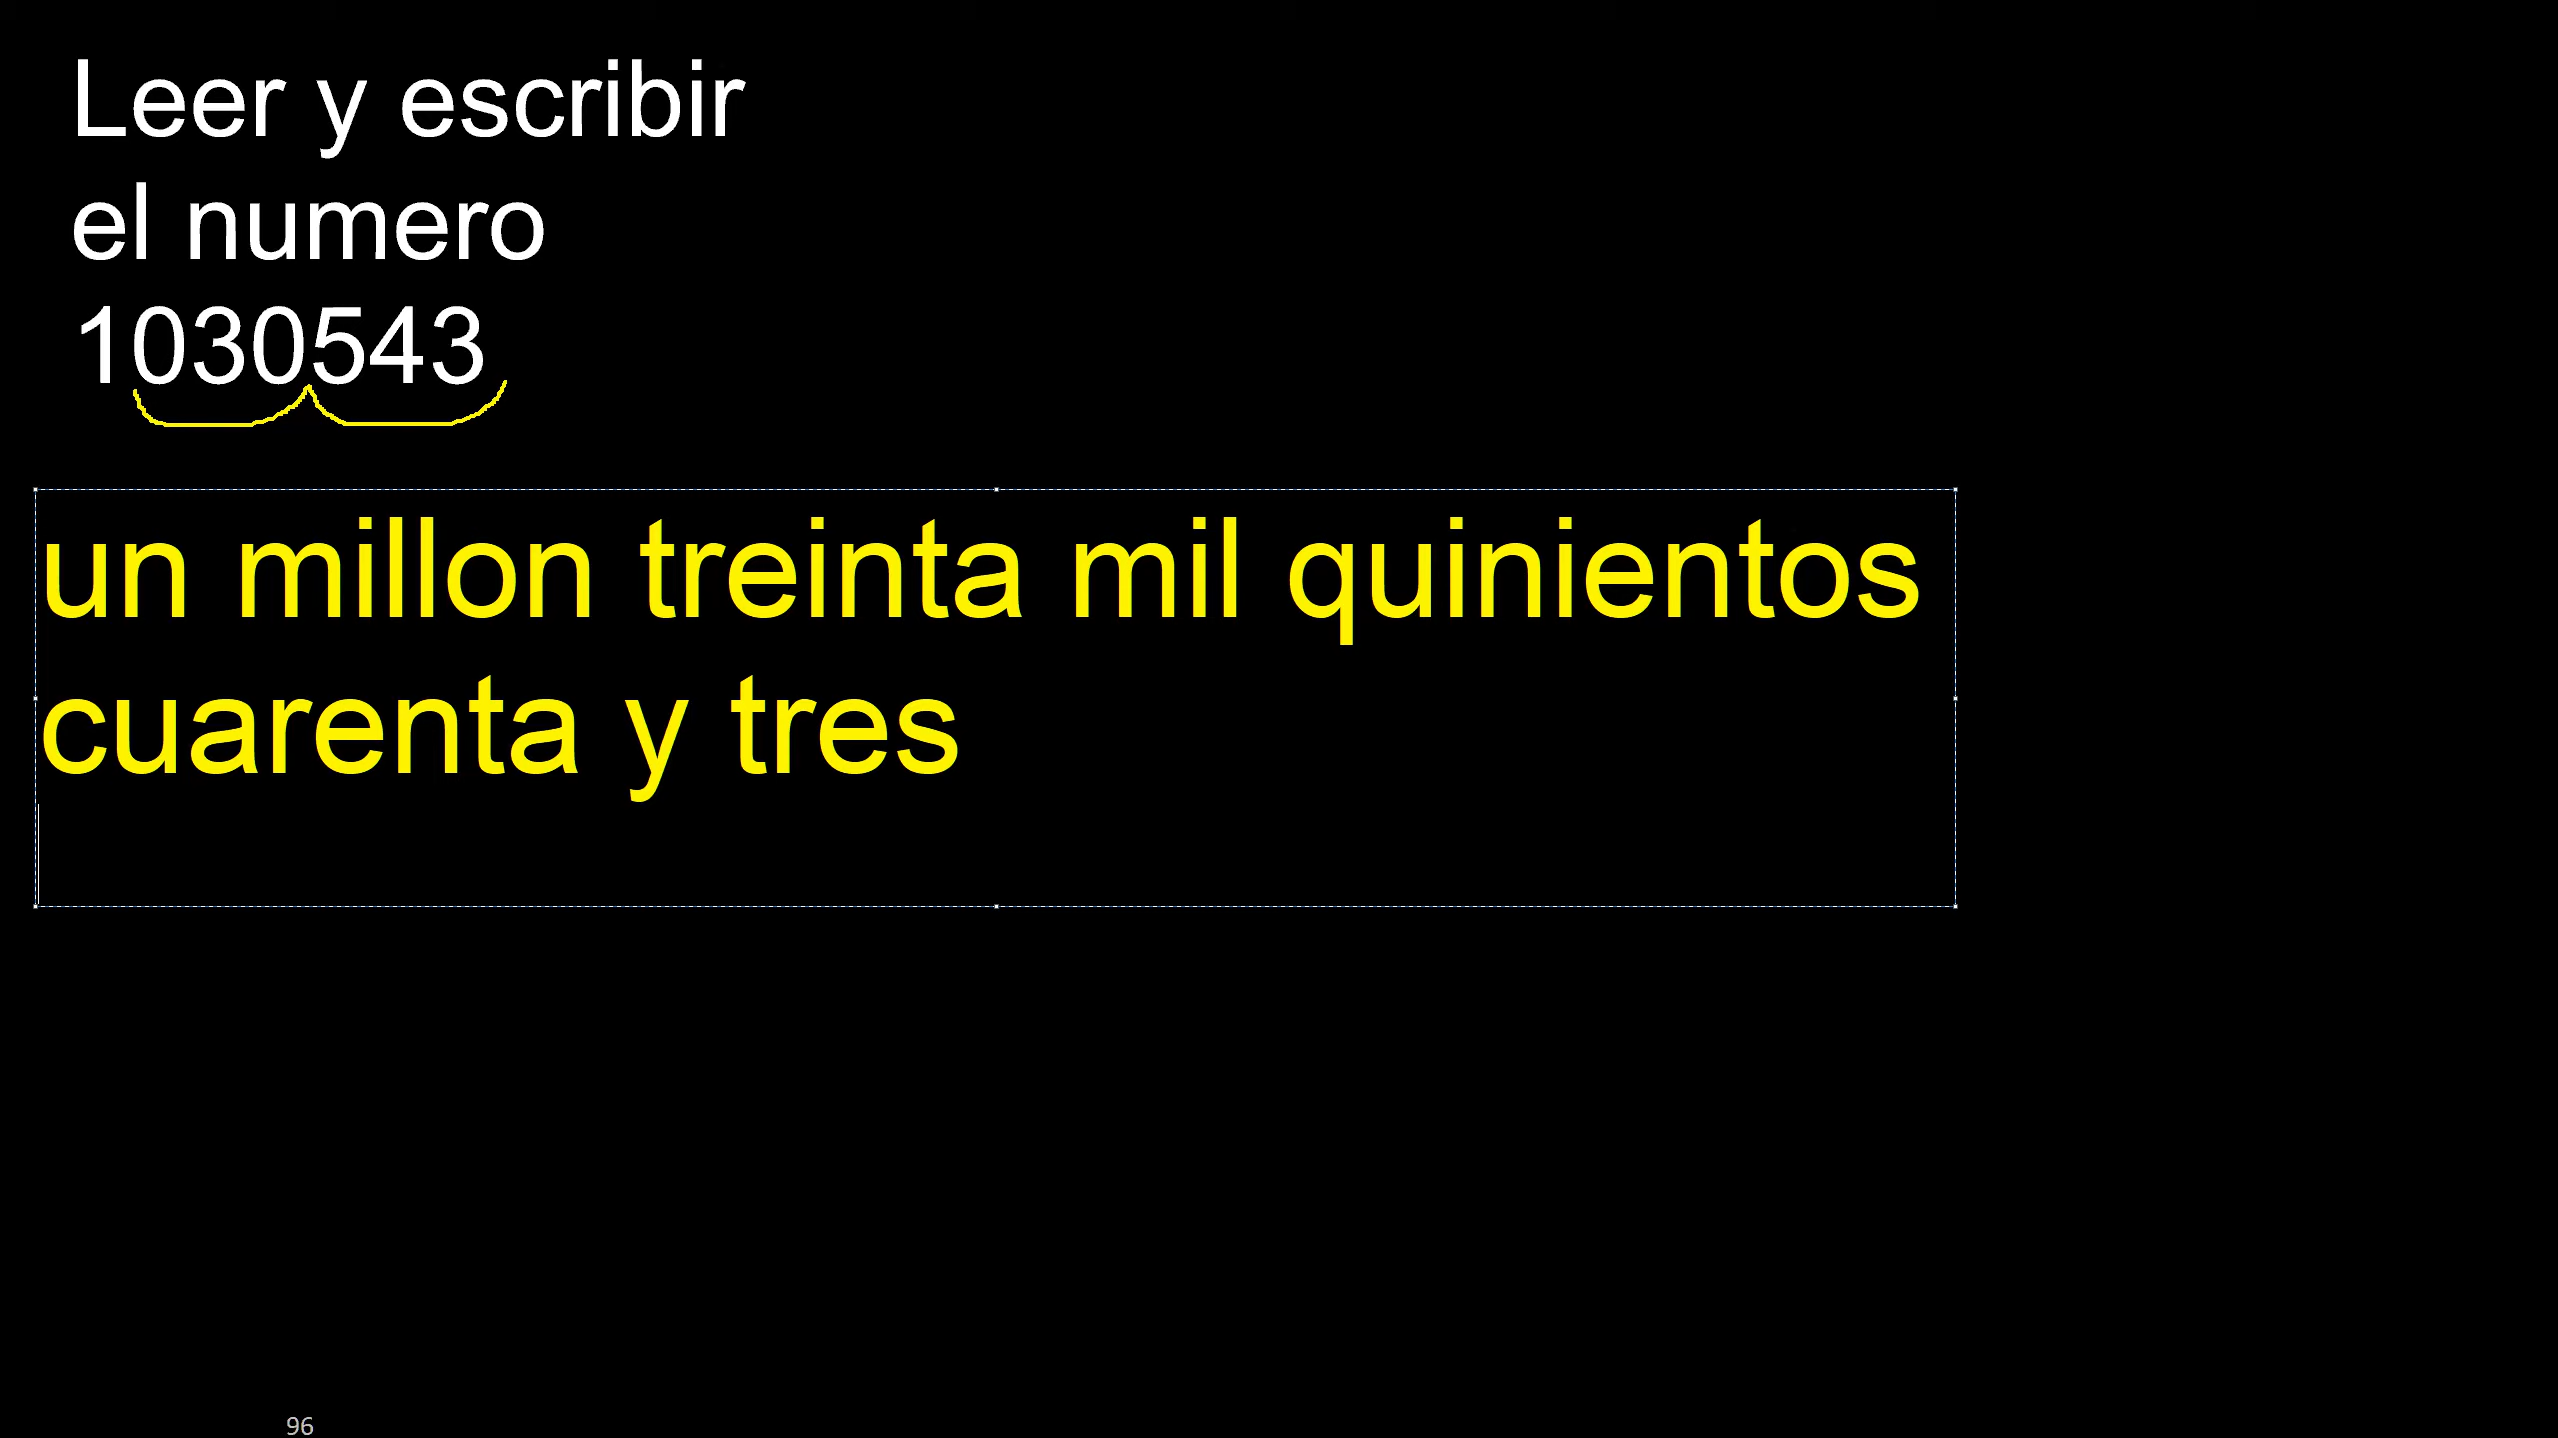 Leer y escribir
el numero
1030543
un millon treinta mil quinientos
cuarenta y tres
96